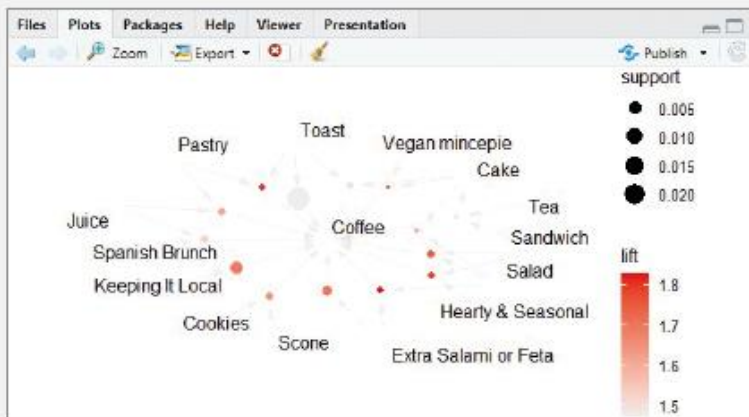 Files Plots Packages Help Viewer Presentation
Zoom Export Publish
support
0.005
0.010
0.015
0.020
Toast
Pastry
Vegan mincepie
Cake
Juice
Tea
Coffee
Spanish Brunch
Sandwich
Keeping It Local
Salad
Cookies
Hearty & Seasonal
Scone
Extra Salami or Feta
lift
1.8
1.7
1.6
1.5